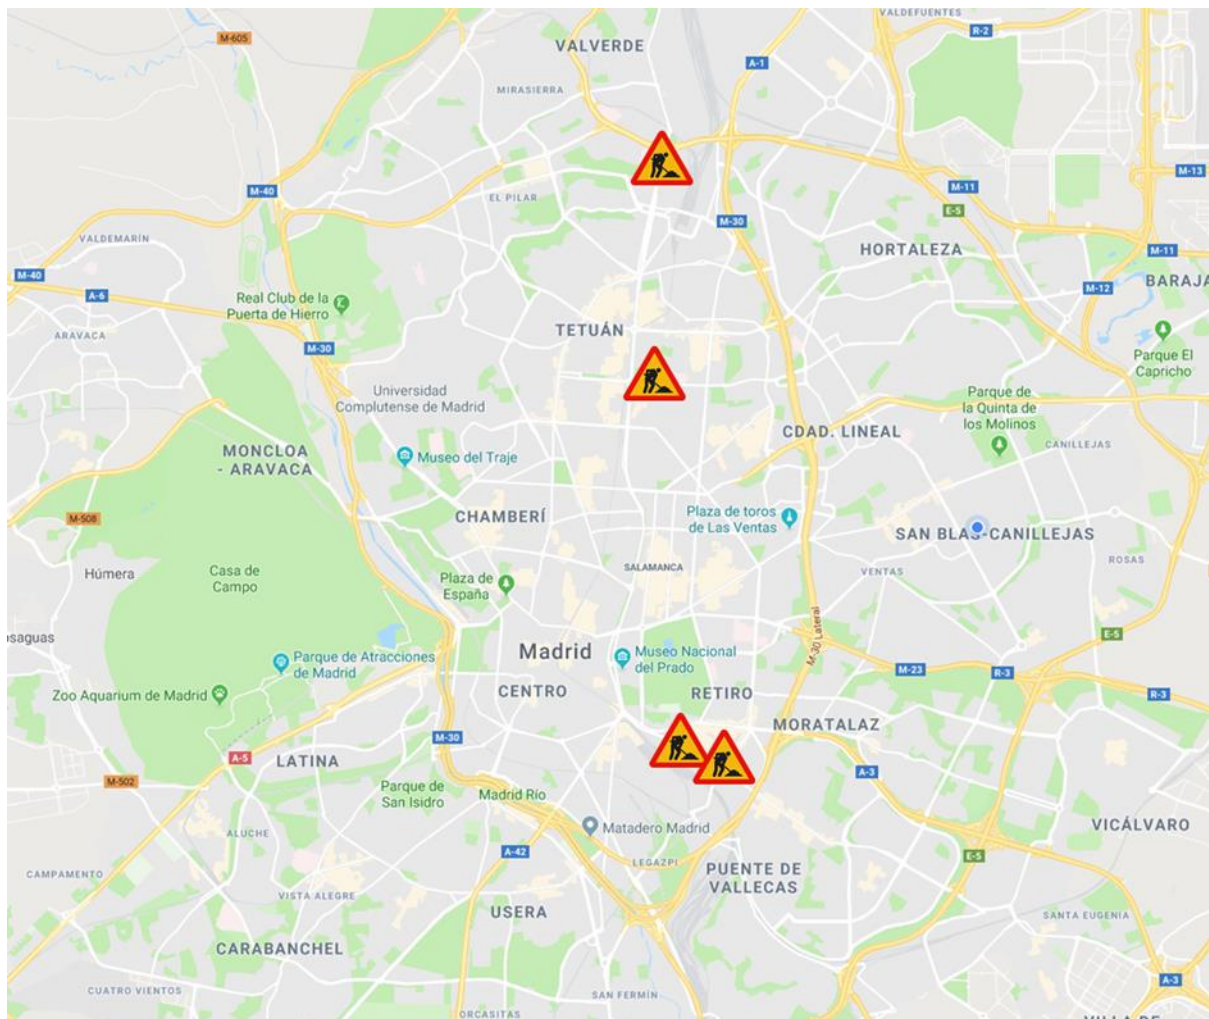 VALDEFUENTES
M-605
R-2
VALVERDE
A-1
MIRASIERRA
M-13
M-40
M-11
EL PILAR
E-5
M-30
VALDEMARÍN
HORTALEZA
M-11
M-40
BARAJA
A-6
M-12
Real Club de la
Puerta de Hierro
TETUÁN
ARAVACA
M-30
Parque El
Capricho
Universidad
Complutense de Madrid
Parque de
la Quinta de
los Molinos
CDAD. LINEAL
CANILLEJAS
MONCLOA
- ARAVACA
Museo del Traje
M-508
CHAMBERÍ
Plaza de toros
de Las Ventas
SAN BLAS-CANILLEJAS
ROSAS
Húmera
Casa de
Campo
SALAMANCA
VENTAS
Plaza de
España
M-30 Lateral
osaguas
E-5
Madrid
Museo Nacional
del Prado
Parque de Atracciones
de Madrid
M-23
R-3
R-3
Zoo Aquarium de Madrid
CENTRO
RETIRO
MORATALAZ
M-30
A-5
LATINA
A-3
M-502
Parque de
San Isidro
Madrid Río
ALUCHE
Matadero Madrid
VICÁLVARO
A-42
LEGAZPI
E-5
CAMPAMENTO
PUENTE DE
VALLECAS
VISTA ALEGRE
USERA
SANTA EUGENIA
CARABANCHEL
A-3
CUATRO VIENTOS
SAN FERMÍN
ORCASITAS
VILLA DE